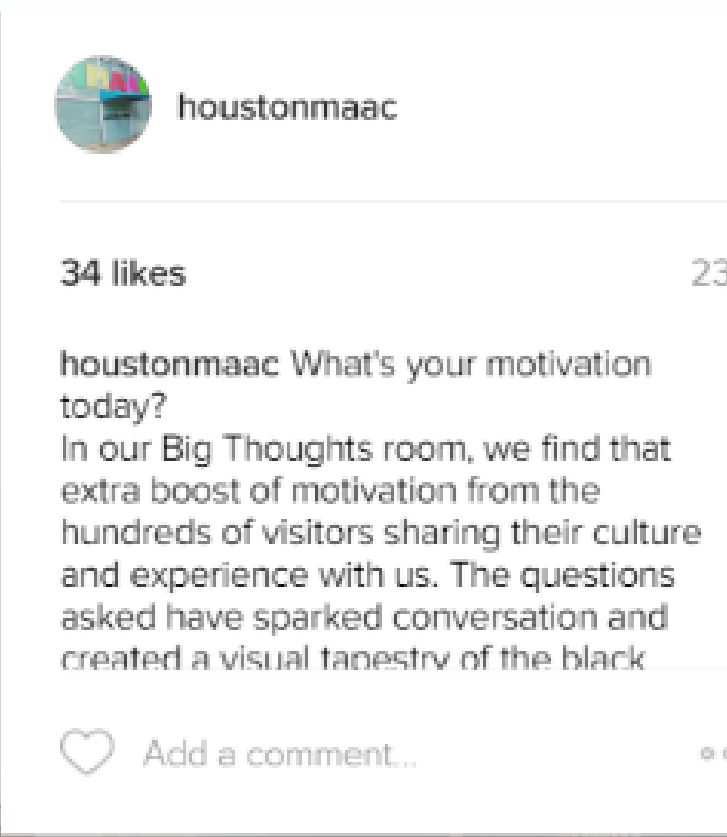 houstonmaac
34 likes 23
houstonmaac What's your motivation
today?
In our Big Thoughts room, we find that
extra boost of motivation from the
hundreds of visitors sharing their culture
and experience with us. The questions
asked have sparked conversation and
created a visual tapestry of the black
Add a comment...